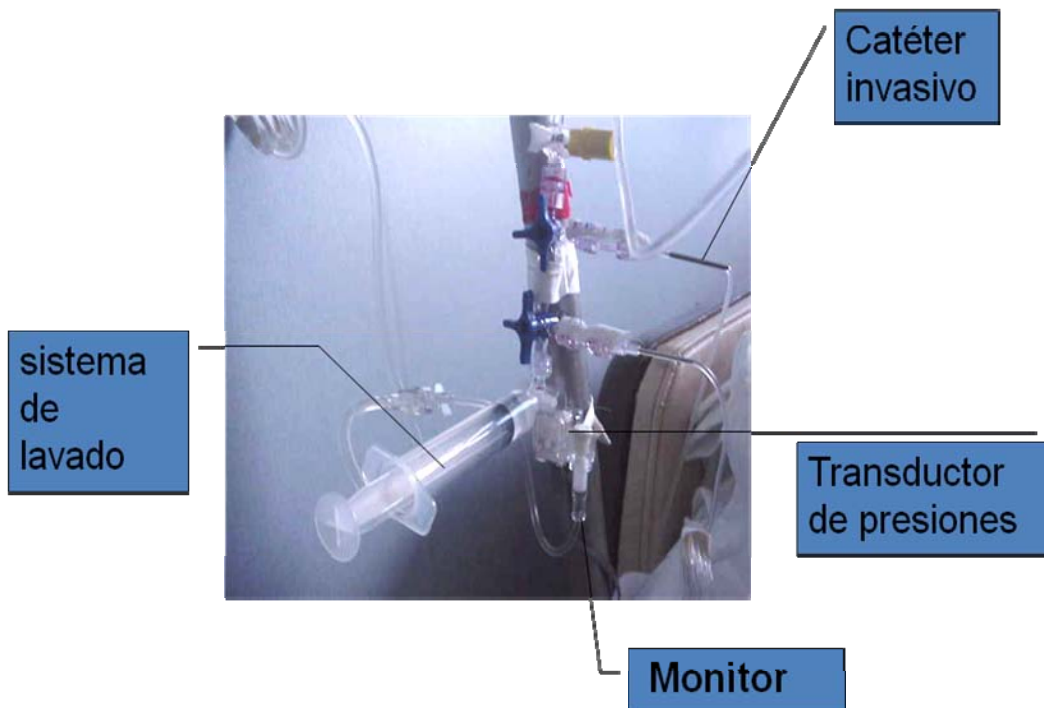 Catéter
invasivo
sistema
de
lavado
Transductor
de presiones
Monitor